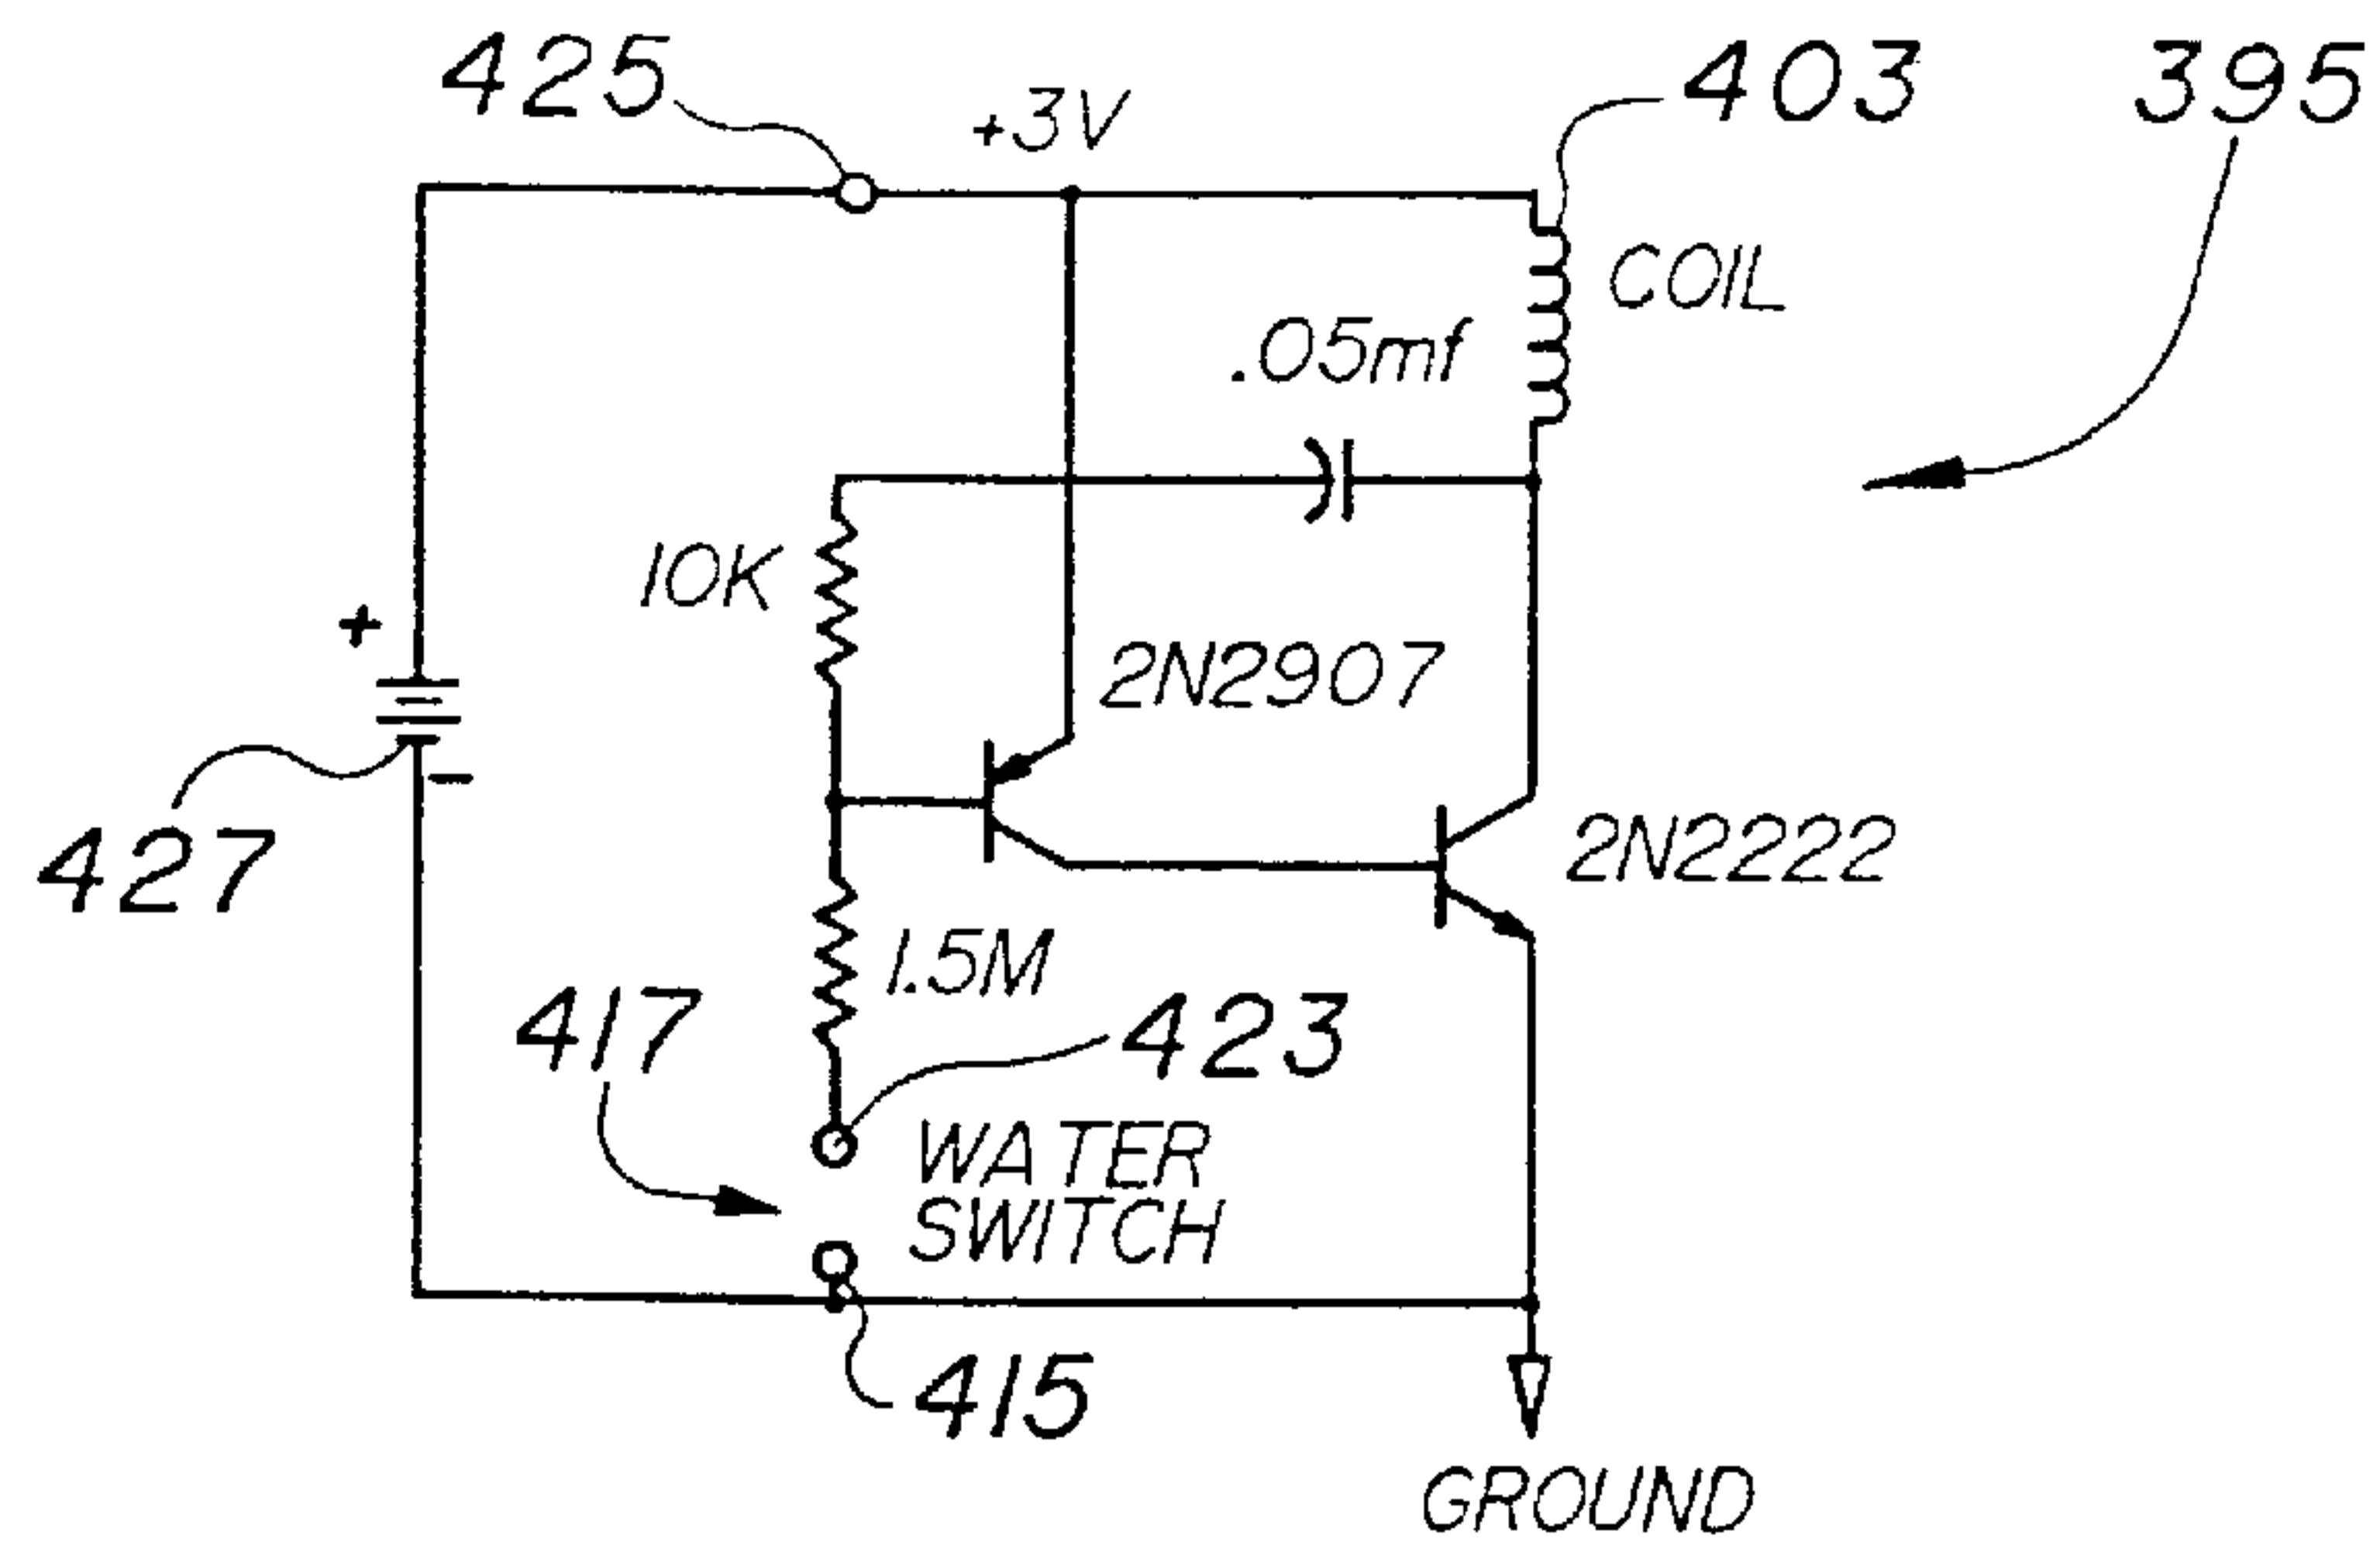 425
+3V
403
395
COIL
.05mf
10K
+
2N2907
-
427
2N2222
1.5M
417
423
WATER
SWITCH
415
GROUND